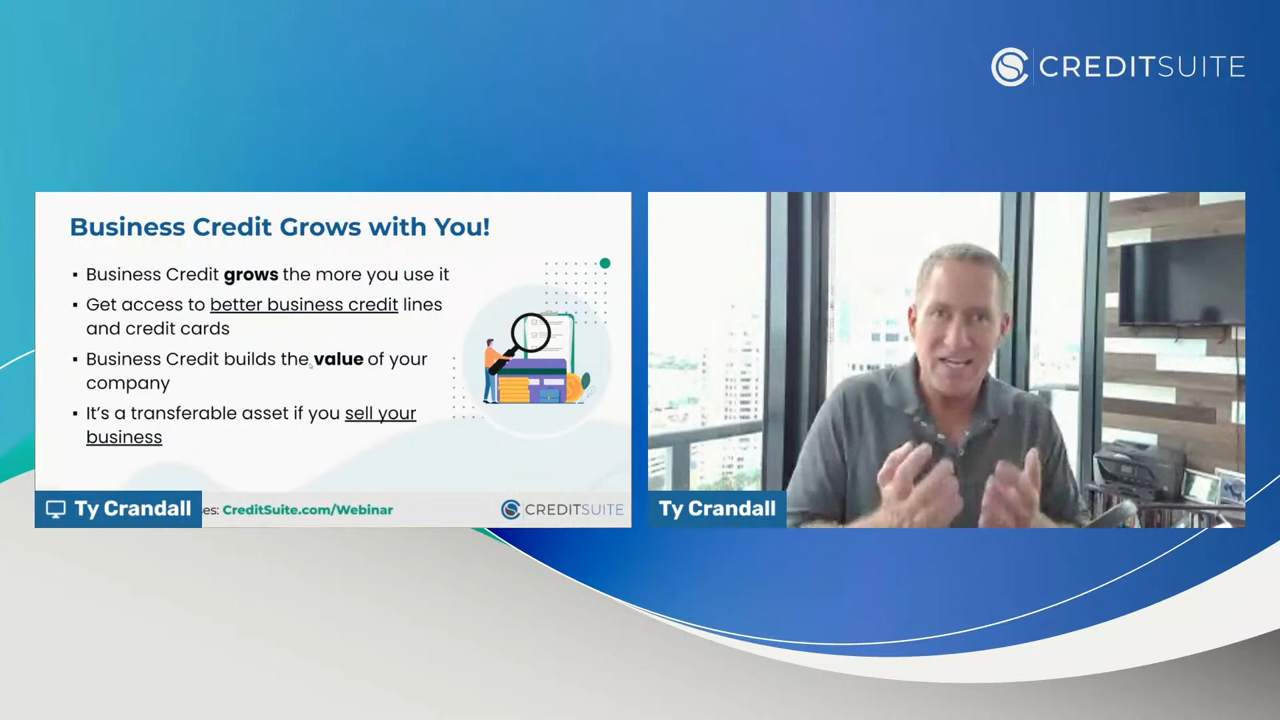 CREDITSUITE
Business Credit Grows with You!
▪ Business Credit grows the more you use it
▪ Get access to better business credit lines
and credit cards
▪ Business Credit builds the value of your
company
▪ It's a transferable asset if you sell your
business
Ty Crandall
ses: CreditSuite.com/Webinar
CREDITSUITE
Ty Crandall